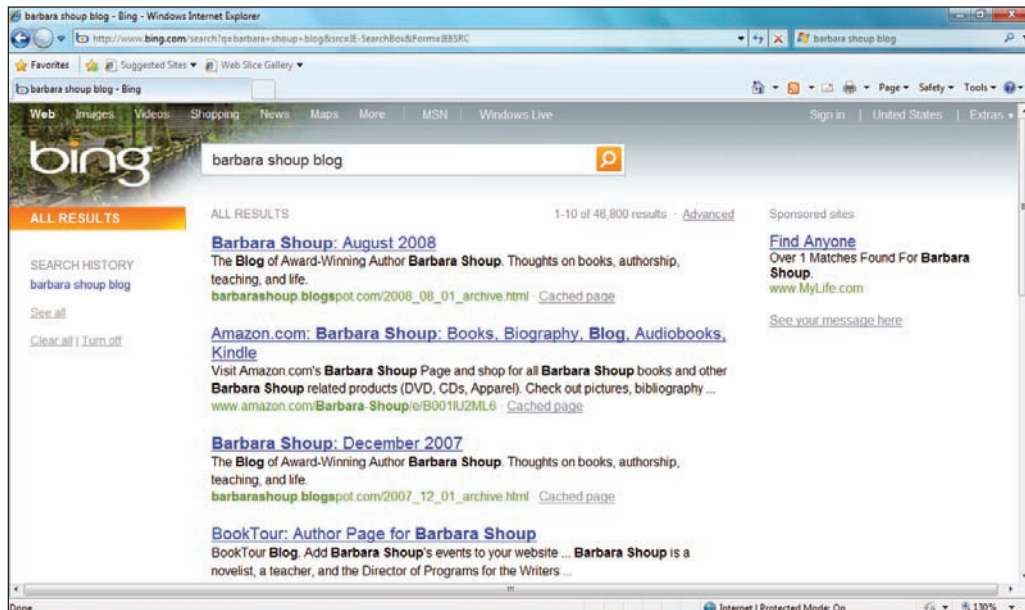 barbara shoup blog - Bing - Windows Internet Explorer
http://www.bing.com/search?q=barbara+shoup+blog&src=IE-SearchBox&Form=IE8SRC
barbara shoup blog
Favorites
Suggested Sites
Web Slice Gallery
barbara shoup blog - Bing
Page
Safety
Tools
Web Images Videos Shopping News Maps More | MSN | Windows Live
Sign in | United States | Extras
bing
barbara shoup blog
ALL RESULTS
SEARCH HISTORY
barbara shoup blog
See all
Clear all | Turn off
ALL RESULTS
1-10 of 46,800 results · Advanced
Barbara Shoup: August 2008
The Blog of Award-Winning Author Barbara Shoup. Thoughts on books, authorship,
teaching, and life.
barbarashoup.blogspot.com/2008_08_01_archive.html · Cached page
Amazon.com: Barbara Shoup: Books, Biography, Blog, Audiobooks,
Kindle
Visit Amazon.com's Barbara Shoup Page and shop for all Barbara Shoup books and other
Barbara Shoup related products (DVD, CDs, Apparel). Check out pictures, bibliography ...
www.amazon.com/Barbara-Shoup/e/B001IU2ML6 · Cached page
Barbara Shoup: December 2007
The Blog of Award-Winning Author Barbara Shoup. Thoughts on books, authorship,
teaching, and life.
barbarashoup.blogspot.com/2007_12_01_archive.html · Cached page
BookTour: Author Page for Barbara Shoup
BookTour Blog. Add Barbara Shoup's events to your website ... Barbara Shoup is a
novelist, a teacher, and the Director of Programs for the Writers ...
Sponsored sites
Find Anyone
Over 1 Matches Found For Barbara
Shoup.
www.MyLife.com
See your message here
Done
Internet | Protected Mode: On
130%